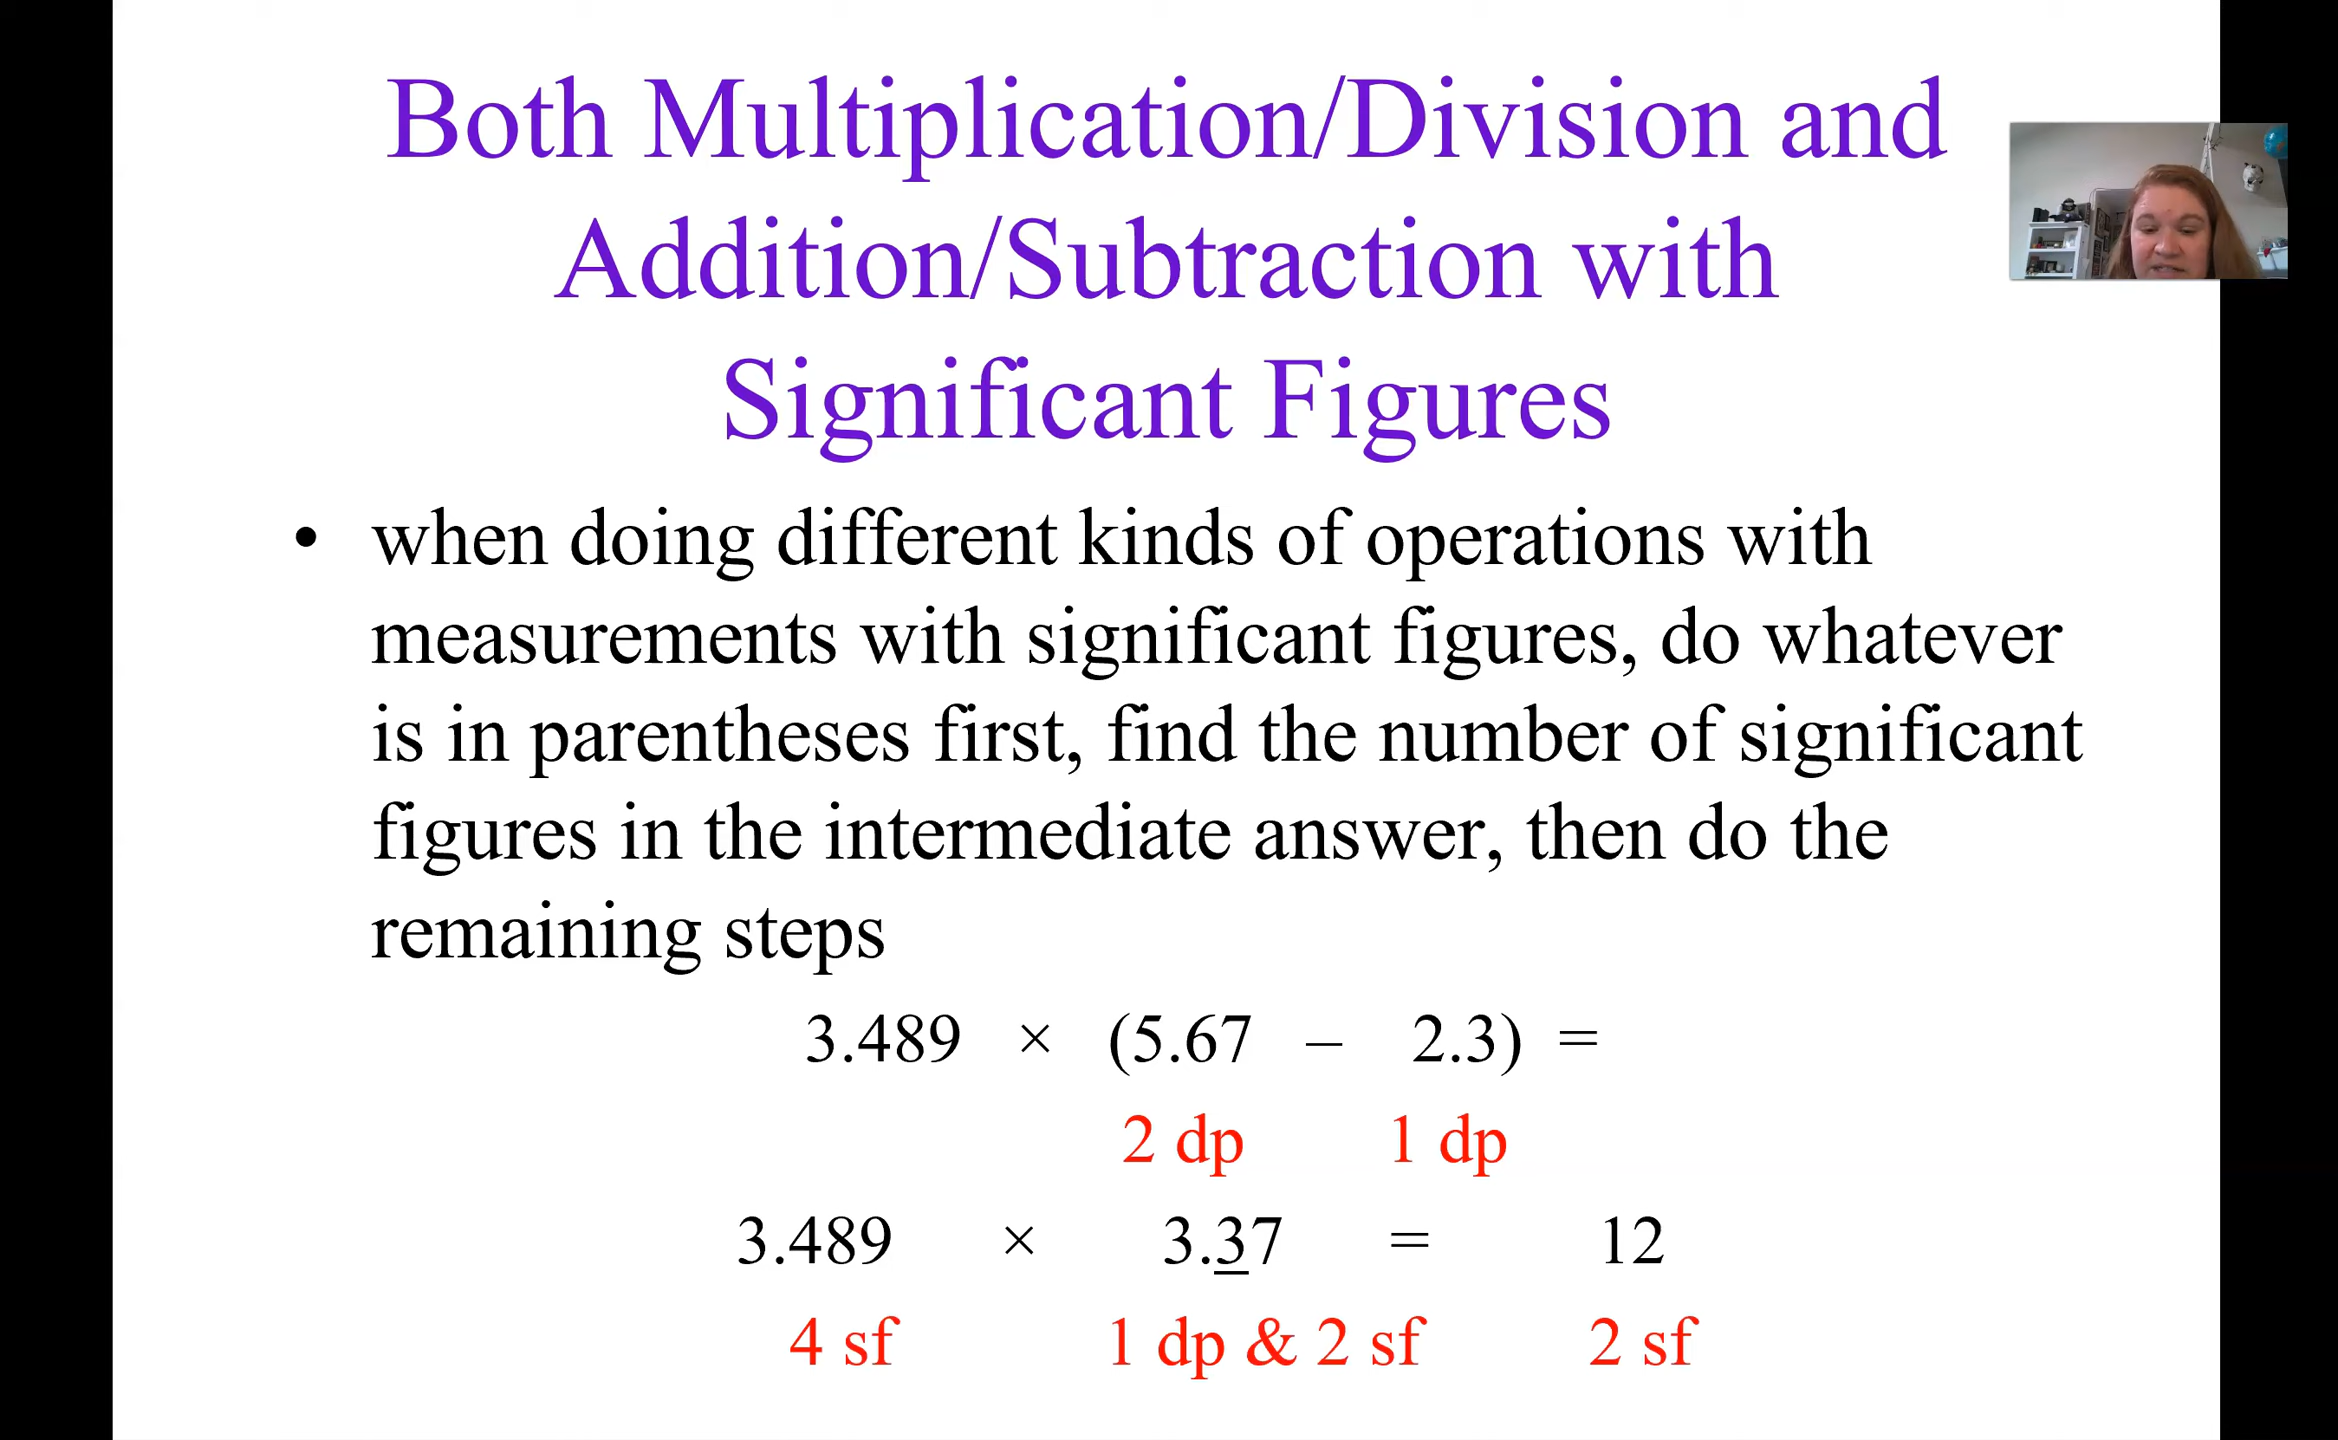 Both Multiplication/Division and
Addition/Subtraction with
Significant Figures
• when doing different kinds of operations with
measurements with significant figures, do whatever
is in parentheses first, find the number of significant
figures in the intermediate answer, then do the
remaining steps
3.489 × (5.67 – 2.3) =
2 dp 1 dp
3.489 × 3.37 = 12
4 sf 1 dp & 2 sf 2 sf